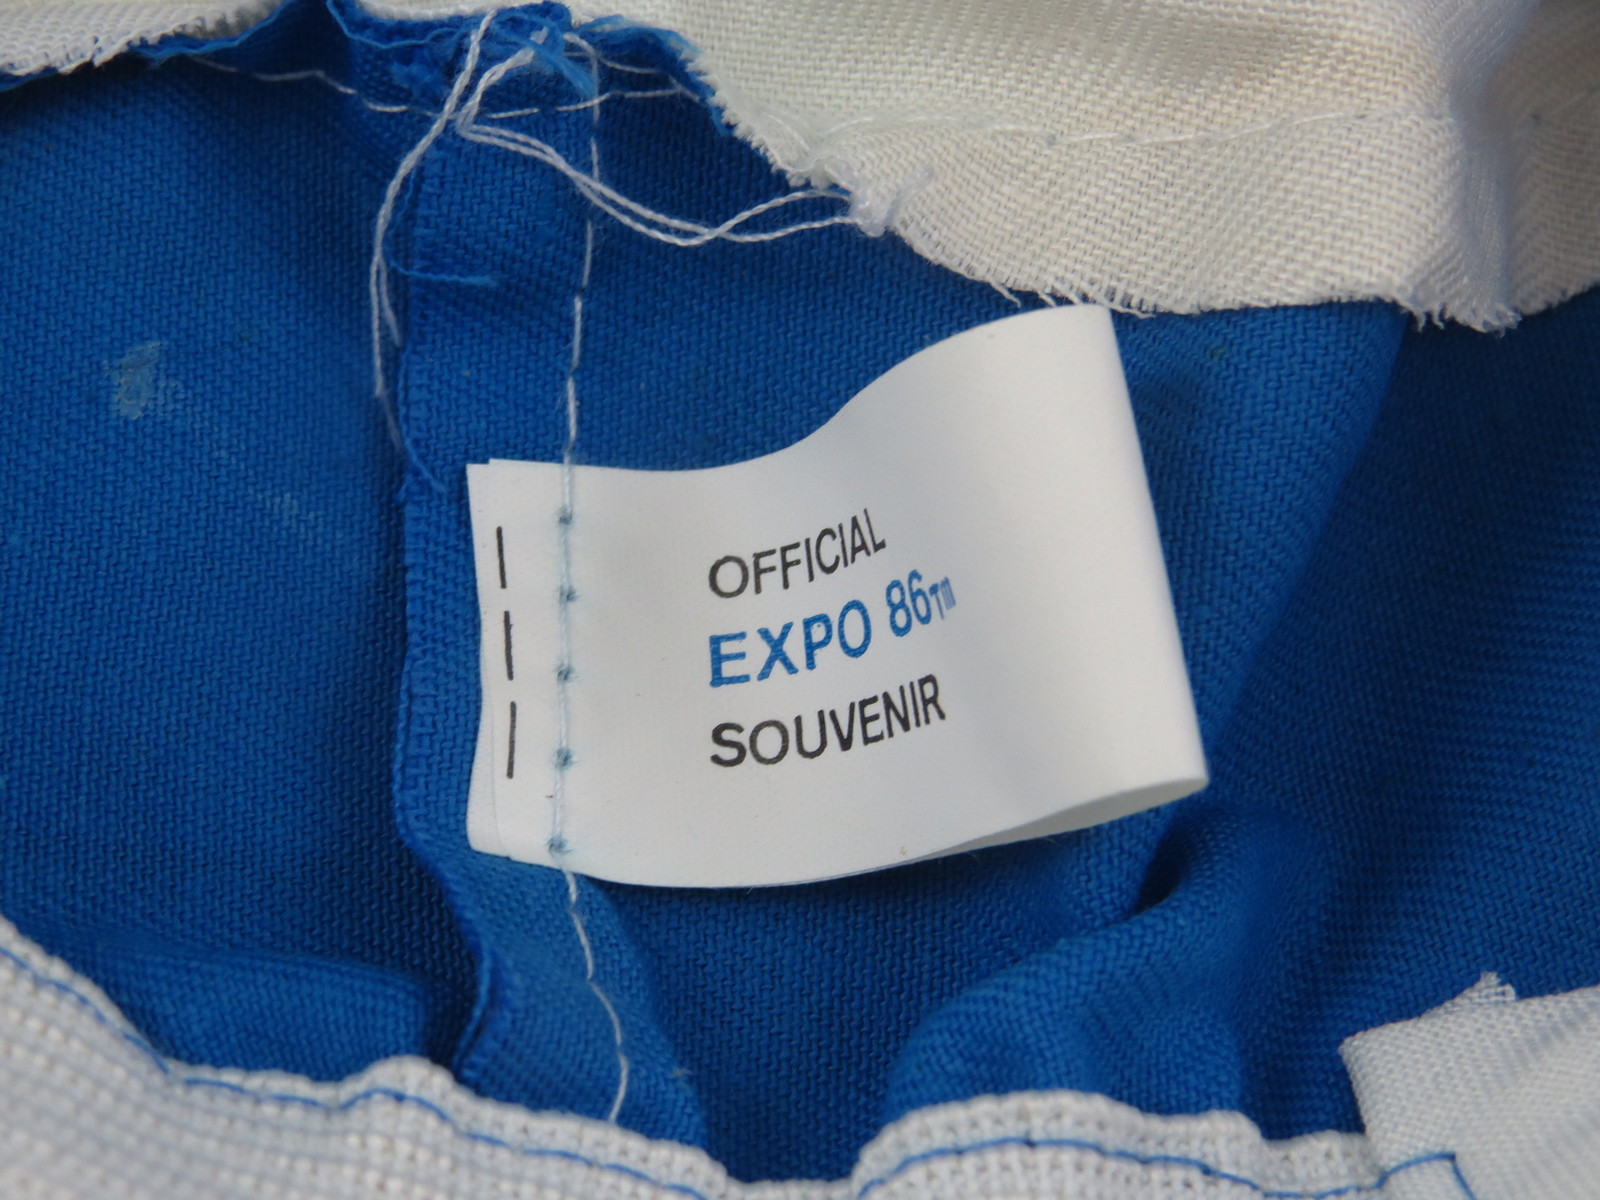 OFFICIAL
EXPO 86™
SOUVENIR